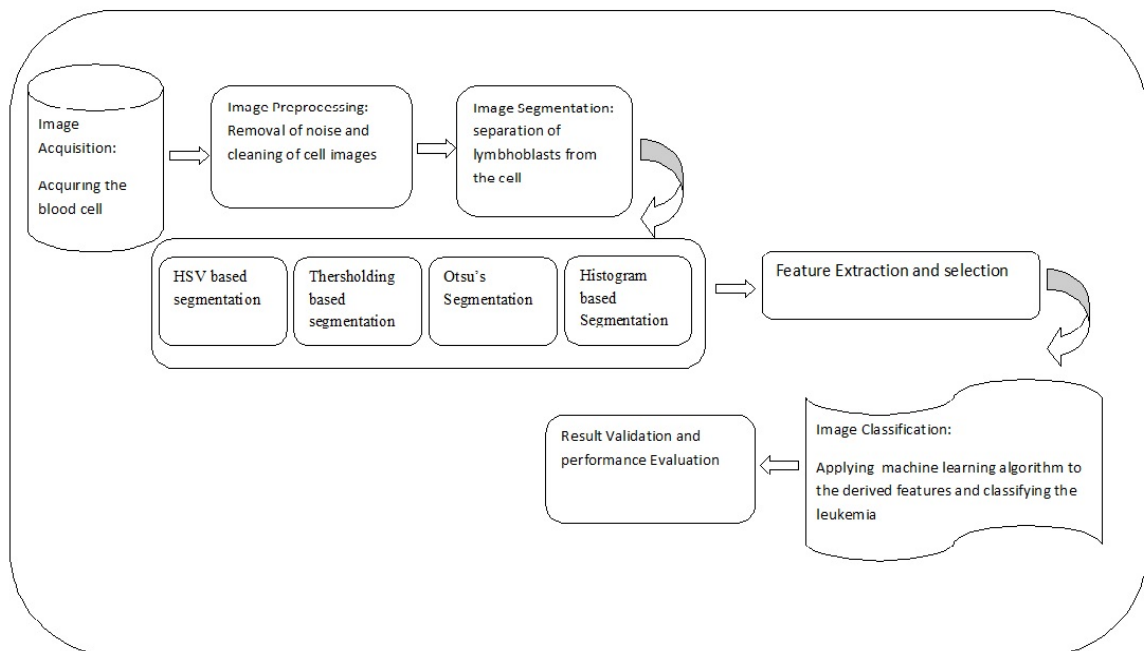 Image
Acquisition:
Acquiring the
blood cell
Image Preprocessing:
Removal of noise and
cleaning of cell images
Image Segmentation:
separation of
lymbhoblasts from
the cell
HSV based
segmentation
Thersholding
based
segmentation
Otsu's
Segmentation
Histogram
based
Segmentation
Feature Extraction and selection
Image Classification:
Applying machine learning algorithm to
the derived features and classifying the
leukemia
Result Validation and
performance Evaluation